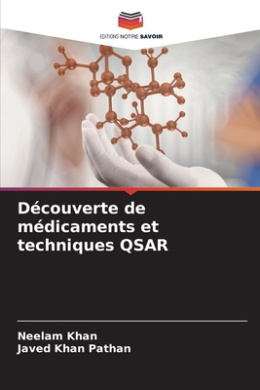 EDITIONS NOTRE SAVOIR
Découverte de
médicaments et
techniques QSAR
Neelam Khan
Javed Khan Pathan